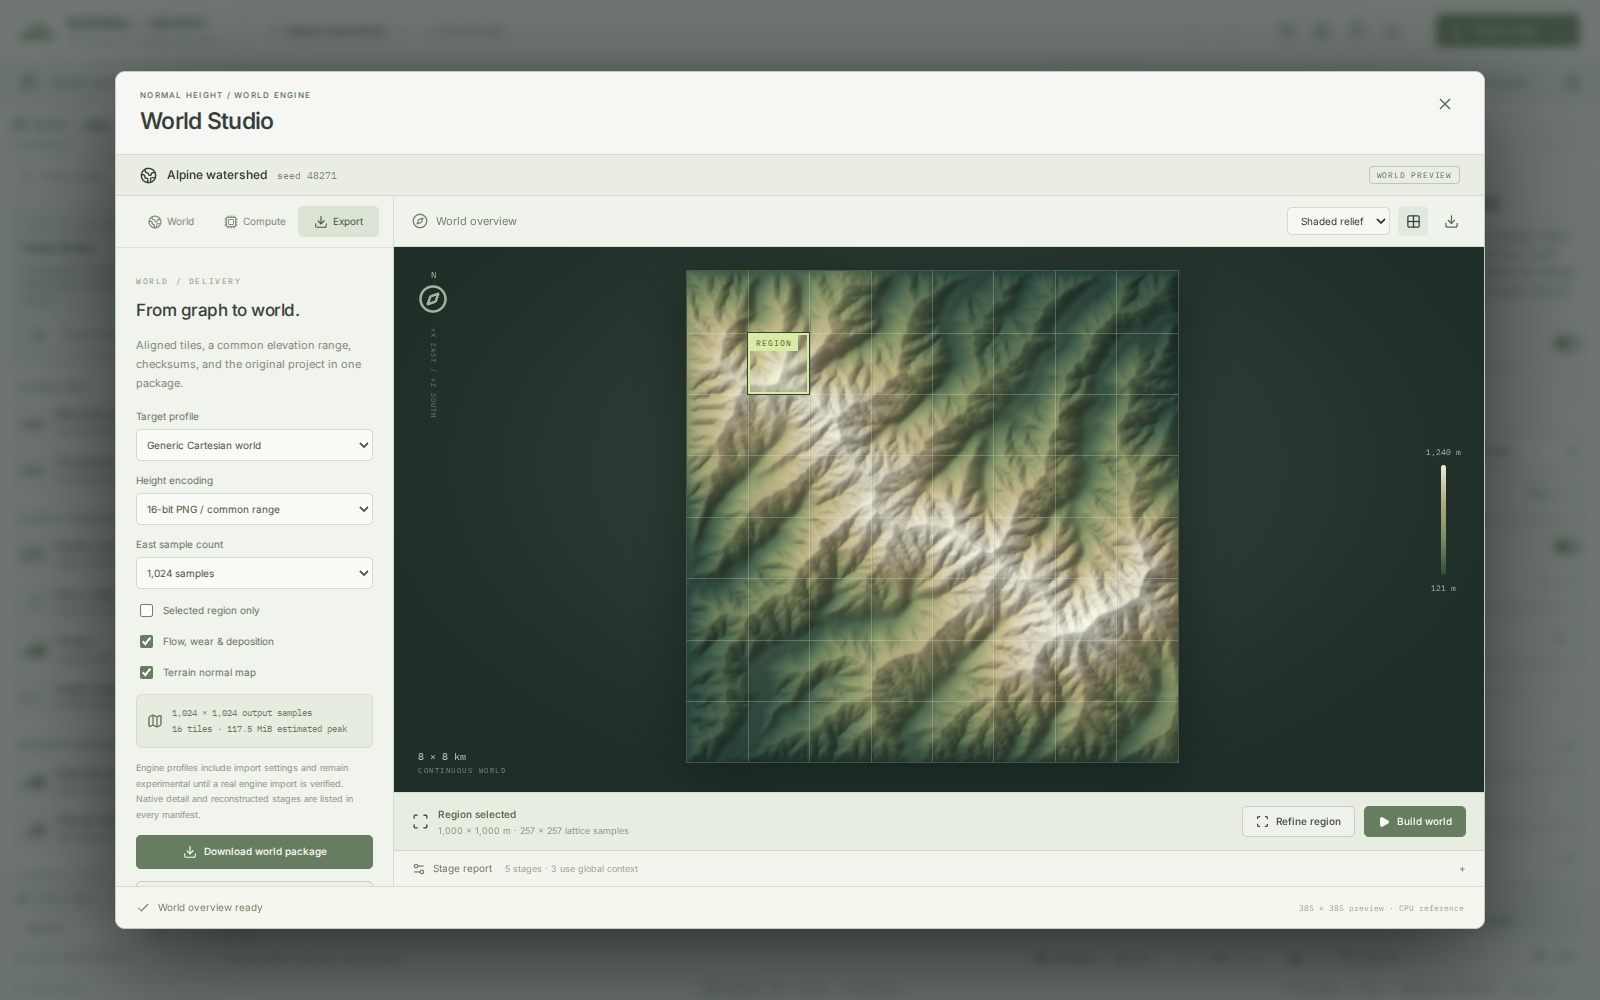 NORMAL HEIGHT / WORLD ENGINE
World Studio
Alpine watershed seed 48271
WORLD PREVIEW
World
Compute
Export
World overview
Shaded relief
WORLD / DELIVERY
From graph to world.
Aligned tiles, a common elevation range,
checksums, and the original project in one
package.
Target profile
Generic Cartesian world
Height encoding
16-bit PNG / common range
East sample count
1,024 samples
Selected region only
Flow, wear & deposition
Terrain normal map
1,024 × 1,024 output samples
16 tiles · 117.5 MiB estimated peak
Engine profiles include import settings and remain
experimental until a real engine import is verified.
Native detail and reconstructed stages are listed in
every manifest.
Download world package
N
+X EAST / +Z SOUTH
REGION
1,240 m
121 m
8 × 8 km
CONTINUOUS WORLD
Region selected
1,000 × 1,000 m · 257 × 257 lattice samples
Refine region
Build world
Stage report 5 stages · 3 use global context +
World overview ready
385 × 385 preview · CPU reference